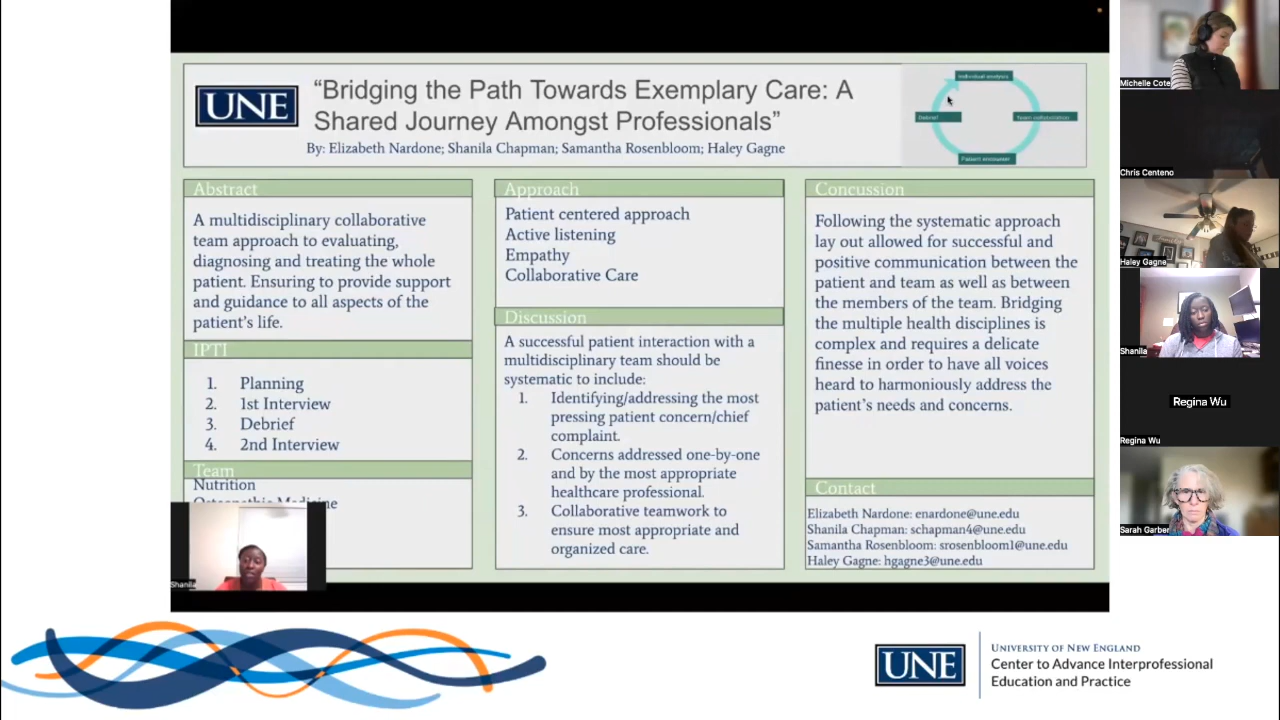 UNE
“Bridging the Path Towards Exemplary Care: A
Shared Journey Amongst Professionals”
By: Elizabeth Nardone; Shanila Chapman; Samantha Rosenbloom; Haley Gagne
Individual analysis
Debrief
Team collaboration
Patient encounter
Abstract
A multidisciplinary collaborative
team approach to evaluating,
diagnosing and treating the whole
patient. Ensuring to provide support
and guidance to all aspects of the
patient’s life.
IPTI
1. Planning
2. 1st Interview
3. Debrief
4. 2nd Interview
Team
Nutrition
Osteopathic Medicine
Shanila
Approach
Patient centered approach
Active listening
Empathy
Collaborative Care
Discussion
A successful patient interaction with a
multidisciplinary team should be
systematic to include:
1. Identifying/addressing the most
pressing patient concern/chief
complaint.
2. Concerns addressed one-by-one
and by the most appropriate
healthcare professional.
3. Collaborative teamwork to
ensure most appropriate and
organized care.
Concussion
Following the systematic approach
lay out allowed for successful and
positive communication between the
patient and team as well as between
the members of the team. Bridging
the multiple health disciplines is
complex and requires a delicate
finesse in order to have all voices
heard to harmoniously address the
patient’s needs and concerns.
Contact
Elizabeth Nardone: enardone@une.edu
Shanila Chapman: schapman4@une.edu
Samantha Rosenbloom: srosenbloom1@une.edu
Haley Gagne: hgagne3@une.edu
Michelle Cote
Chris Centeno
Haley Gagne
Shanila
Regina Wu
Regina Wu
Sarah Garber
UNE
UNIVERSITY OF NEW ENGLAND
Center to Advance Interprofessional
Education and Practice